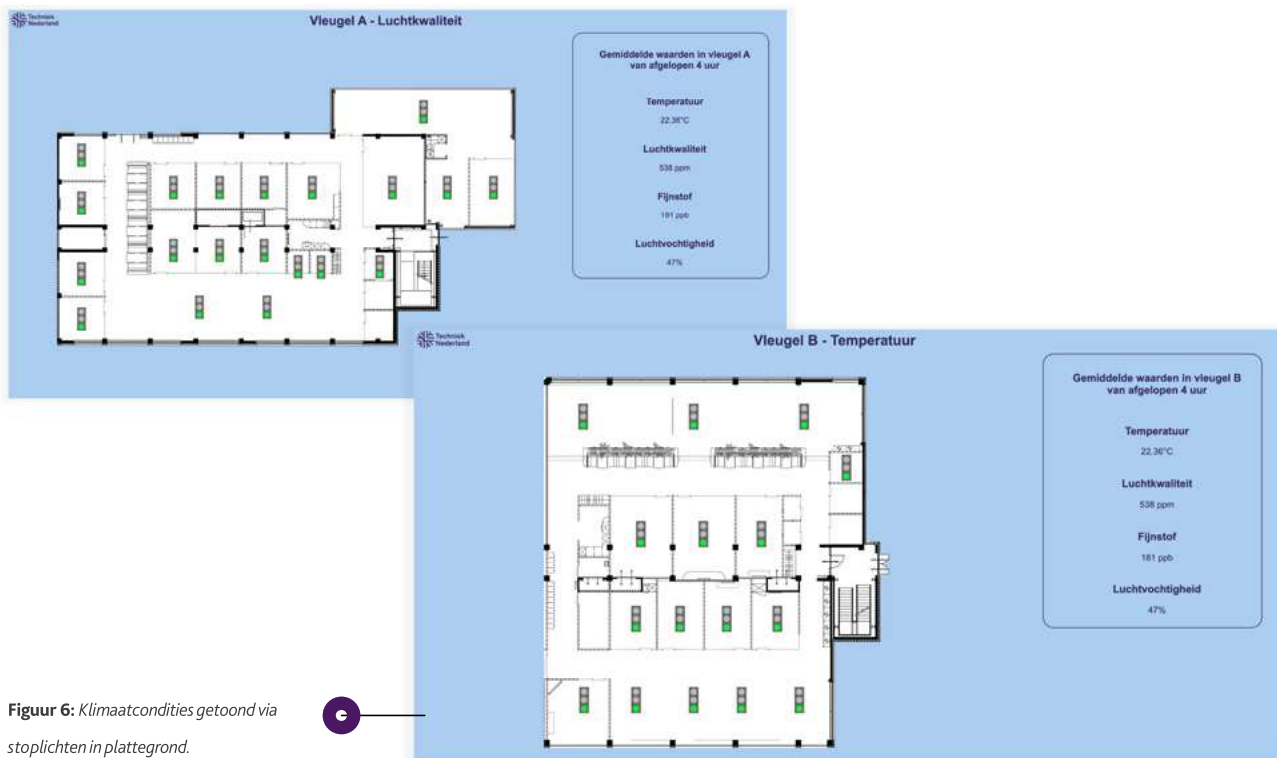 Techniek
Nederland
Vleugel A - Luchtkwaliteit
Gemiddelde waarden in vleugel A
van afgelopen 4 uur
Temperatuur
22.36°C
Luchtkwaliteit
538 ppm
Fijnstof
181 ppb
Luchtvochtigheid
47%
Techniek
Nederland
Vleugel B - Temperatuur
Gemiddelde waarden in vleugel B
van afgelopen 4 uur
Temperatuur
22.36°C
Luchtkwaliteit
538 ppm
Fijnstof
181 ppb
Luchtvochtigheid
47%
Figuur 6: Klimaatcondities getoond via
stoplichten in plattegrond.